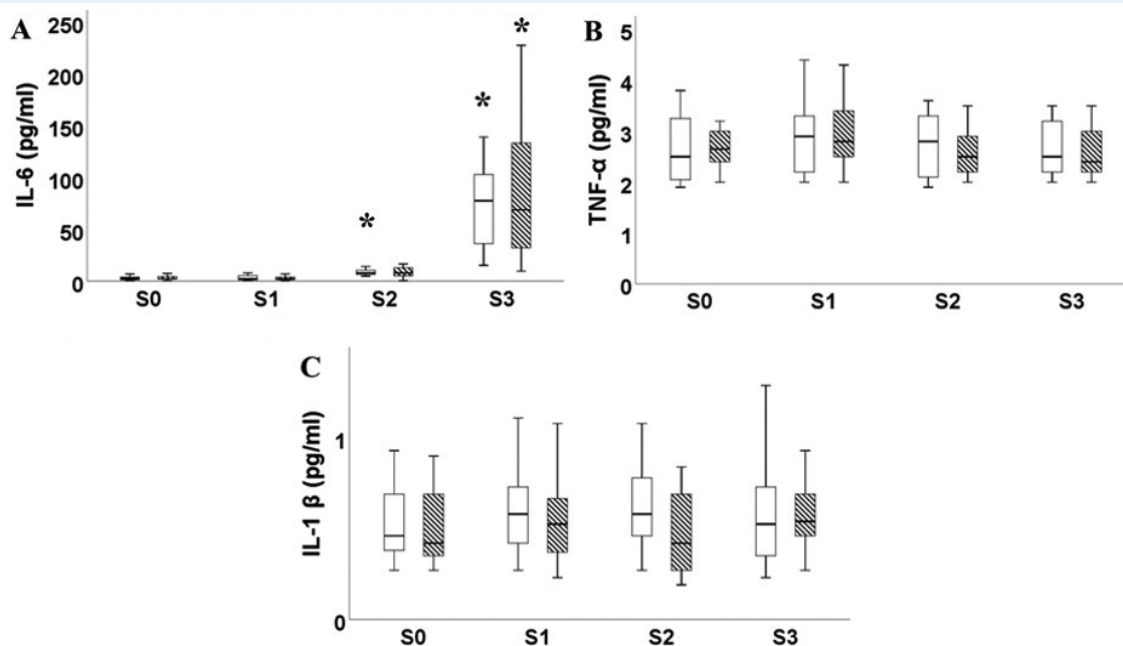 A
IL-6 (pg/ml)
250
200
150
100
50
0
*
*
*
S0 S1 S2 S3
B
TNF-α (pg/ml)
5
4
3
2
1
0
S0 S1 S2 S3
C
IL-1 β (pg/ml)
1
0
S0 S1 S2 S3